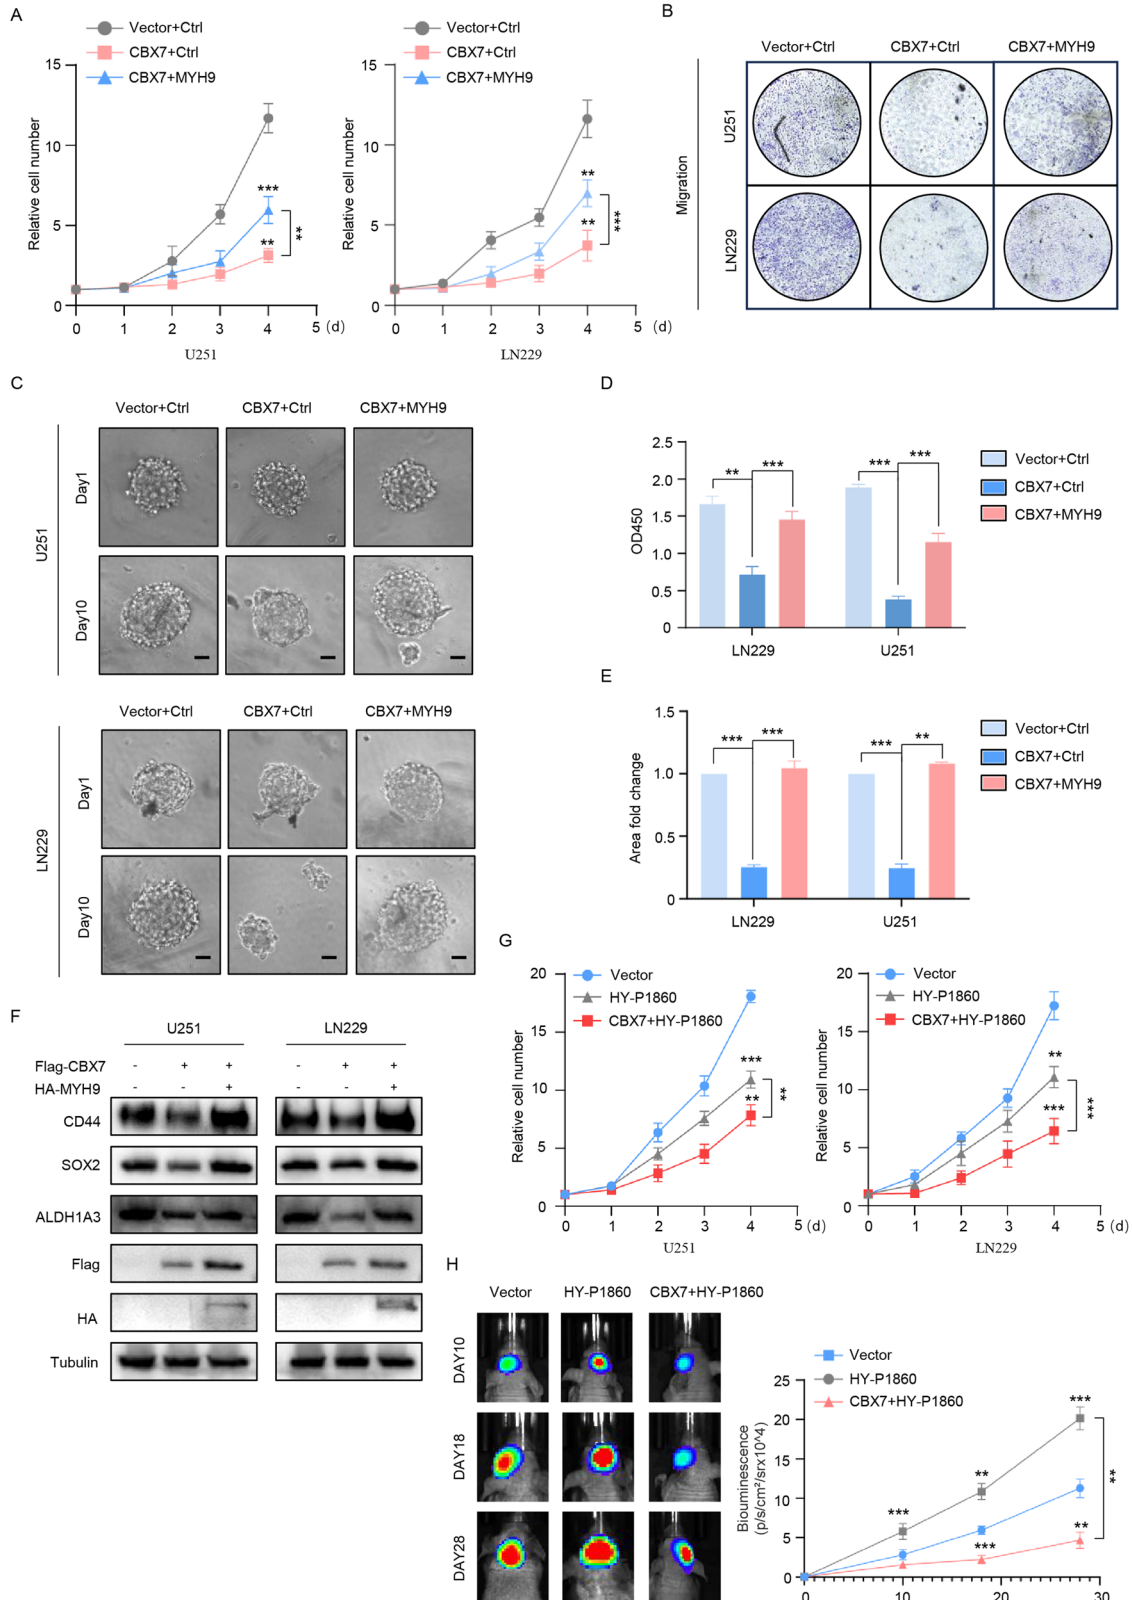 A
Vector+Ctrl
CBX7+Ctrl
CBX7+MYH9
Relative cell number
15
10
5
0
***
**
**
0 1 2 3 4 5 (d)
U251
Vector+Ctrl
CBX7+Ctrl
CBX7+MYH9
Relative cell number
15
10
5
0
**
**
***
0 1 2 3 4 5 (d)
LN229
B
Vector+Ctrl CBX7+Ctrl CBX7+MYH9
Migration
U251
LN229
C
Vector+Ctrl CBX7+Ctrl CBX7+MYH9
U251
Day1
Day10
Vector+Ctrl CBX7+Ctrl CBX7+MYH9
LN229
Day1
Day10
D
OD450
2.5
2.0
1.5
1.0
0.5
0
** *** *** ***
LN229 U251
Vector+Ctrl
CBX7+Ctrl
CBX7+MYH9
E
Area fold change
1.5
1.0
0.5
0
*** *** *** **
LN229 U251
Vector+Ctrl
CBX7+Ctrl
CBX7+MYH9
F
U251 LN229
Flag-CBX7 - + + - + +
HA-MYH9 - - + - - +
CD44
SOX2
ALDH1A3
Flag
HA
Tubulin
G
Vector
HY-P1860
CBX7+HY-P1860
Relative cell number
20
15
10
5
0
***
**
**
0 1 2 3 4 5 (d)
U251
Vector
HY-P1860
CBX7+HY-P1860
Relative cell number
20
15
10
5
0
**
***
***
0 1 2 3 4 5 (d)
LN229
H
Vector HY-P1860 CBX7+HY-P1860
DAY10
DAY18
DAY28
Vector
HY-P1860
CBX7+HY-P1860
Biouminescence
(p/s/cm²/srx10^4)
25
20
15
10
5
0
***
**
***
***
**
**
0 10 20 30